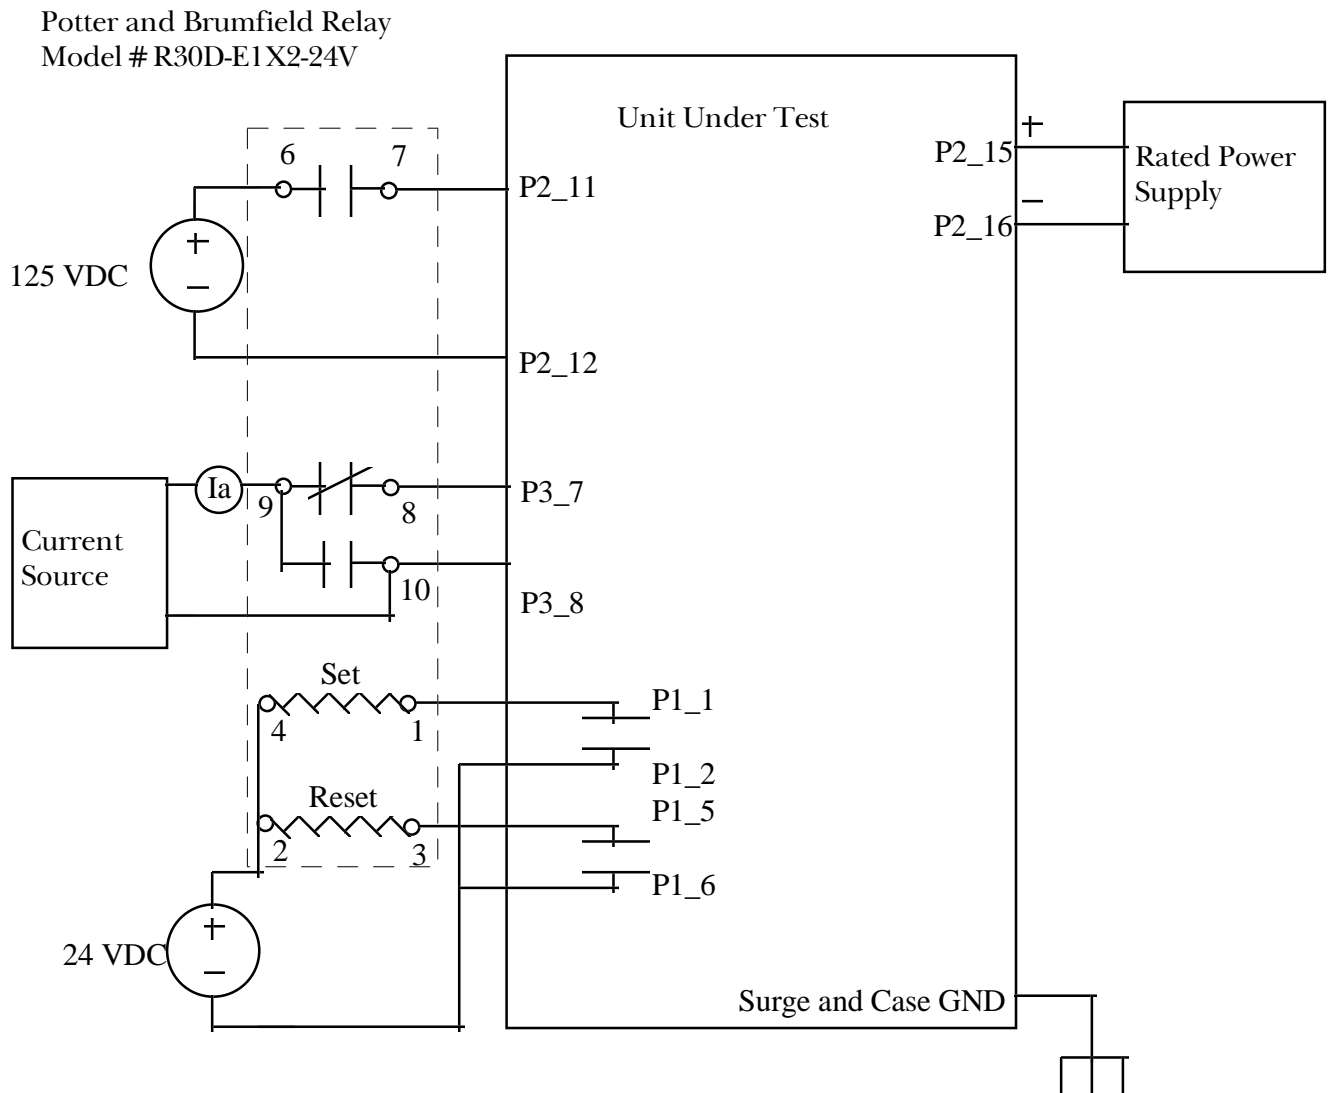 Potter and Brumfield Relay
Model # R30D-E1X2-24V
Unit Under Test
+
P2_15
Rated Power
Supply
−
P2_16
6
7
P2_11
+
−
125 VDC
P2_12
Ia
9
8
P3_7
Current
Source
10
P3_8
Set
4
1
P1_1
P1_2
Reset
P1_5
2
3
P1_6
+
−
24 VDC
Surge and Case GND